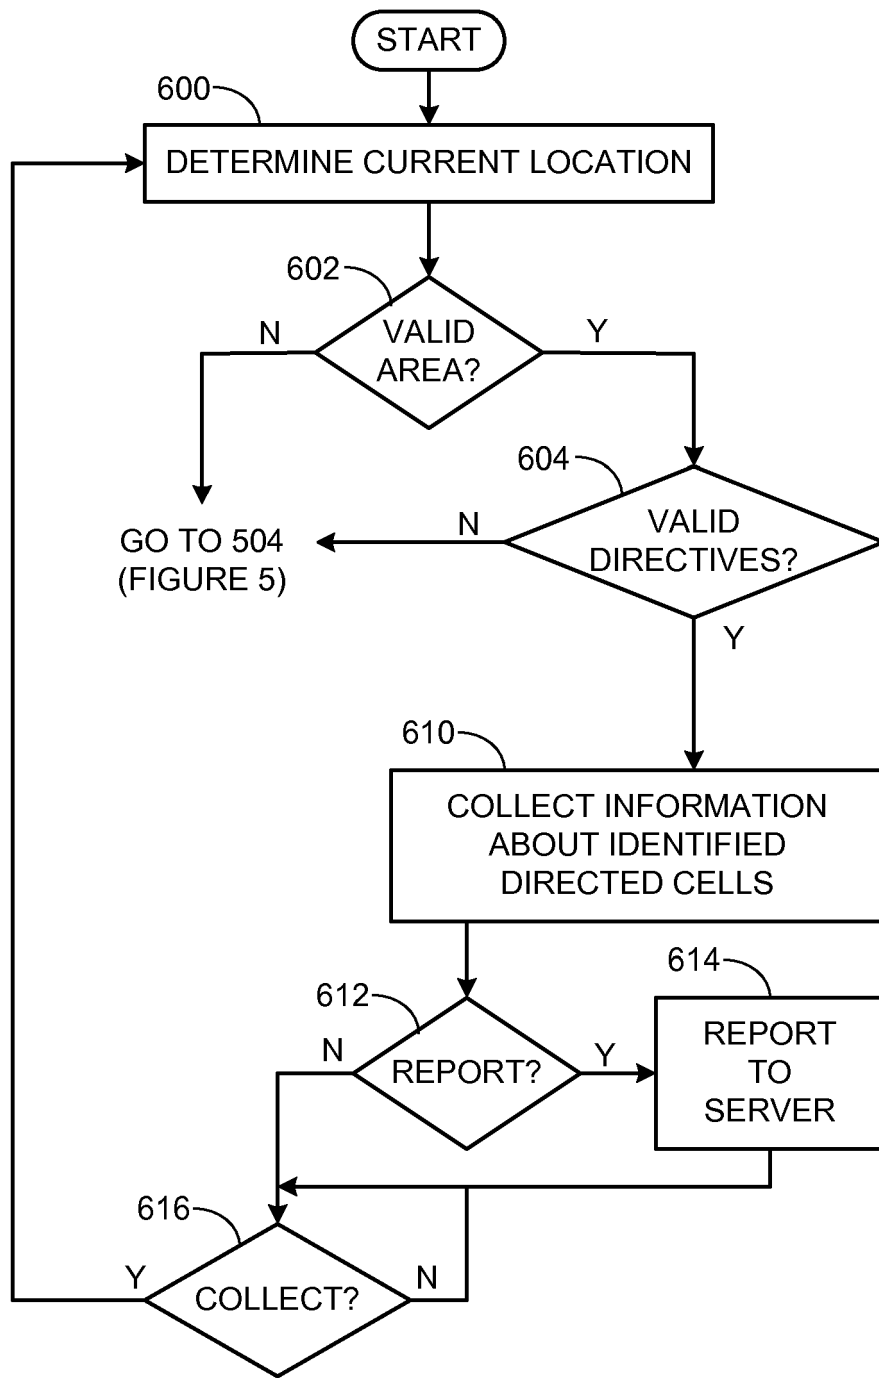 START
600
DETERMINE CURRENT LOCATION
602
N
VALID
AREA?
Y
604
N
VALID
DIRECTIVES?
GO TO 504
(FIGURE 5)
Y
610
COLLECT INFORMATION
ABOUT IDENTIFIED
DIRECTED CELLS
614
612
N
REPORT?
Y
REPORT
TO
SERVER
616
Y
COLLECT?
N